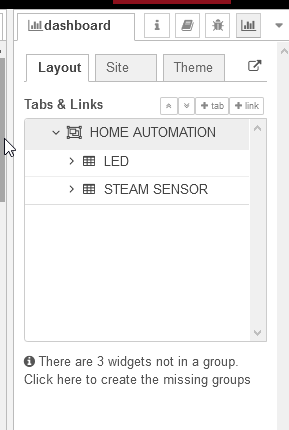 dashboard
Layout
Site
Theme
Tabs & Links
tab
link
HOME AUTOMATION
LED
STEAM SENSOR
There are 3 widgets not in a group.
Click here to create the missing groups